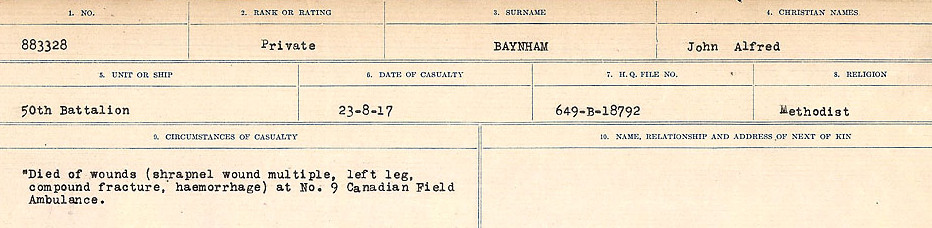 1. NO. 2. RANK OR RATING 3. SURNAME 4. CHRISTIAN NAMES
883328 Private BAYNHAM John Alfred
5. UNIT OR SHIP 6. DATE OF CASUALTY 7. H.Q. FILE NO. 8. RELIGION
50th Battalion 23-8-17 649-B-18792 Methodist
9. CIRCUMSTANCES OF CASUALTY 10. NAME, RELATIONSHIP AND ADDRESS OF NEXT OF KIN
"Died of wounds (shrapnel wound multiple, left leg,
compound fracture, haemorrhage) at No. 9 Canadian Field
Ambulance.